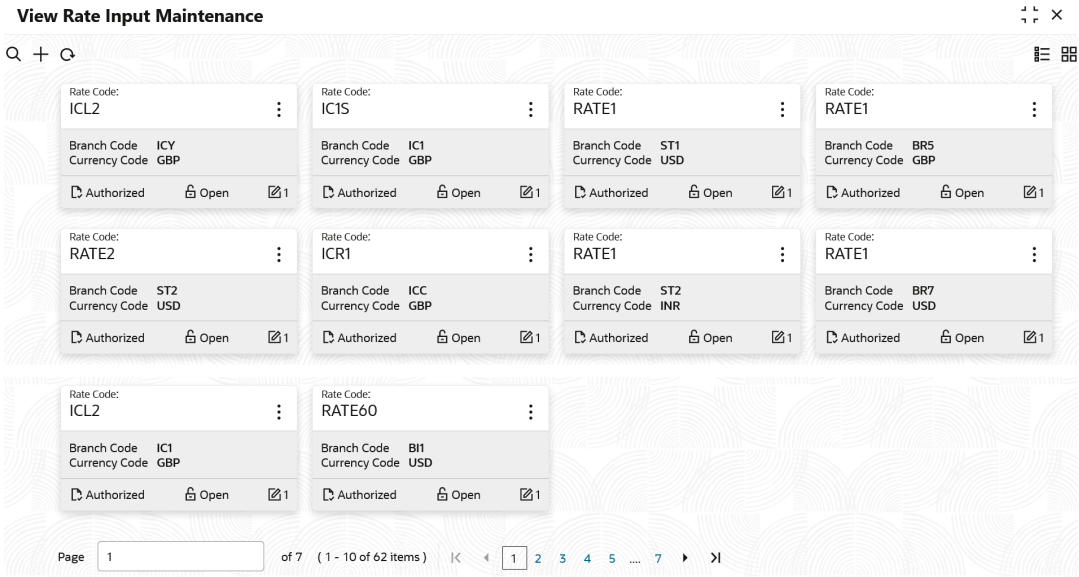 View Rate Input Maintenance
Rate Code: Rate Code: Rate Code: Rate Code:
ICL2 IC1S RATE1 RATE1
Branch Code ICY Branch Code IC1 Branch Code ST1 Branch Code BR5
Currency Code GBP Currency Code GBP Currency Code USD Currency Code GBP
Authorized Open 1 Authorized Open 1 Authorized Open 1 Authorized Open 1
Rate Code: Rate Code: Rate Code: Rate Code:
RATE2 ICR1 RATE1 RATE1
Branch Code ST2 Branch Code ICC Branch Code ST2 Branch Code BR7
Currency Code USD Currency Code GBP Currency Code INR Currency Code USD
Authorized Open 1 Authorized Open 1 Authorized Open 1 Authorized Open 1
Rate Code: Rate Code:
ICL2 RATE60
Branch Code IC1 Branch Code BI1
Currency Code GBP Currency Code USD
Authorized Open 1 Authorized Open 1
Page 1 of 7 ( 1 - 10 of 62 items ) 1 2 3 4 5 .... 7